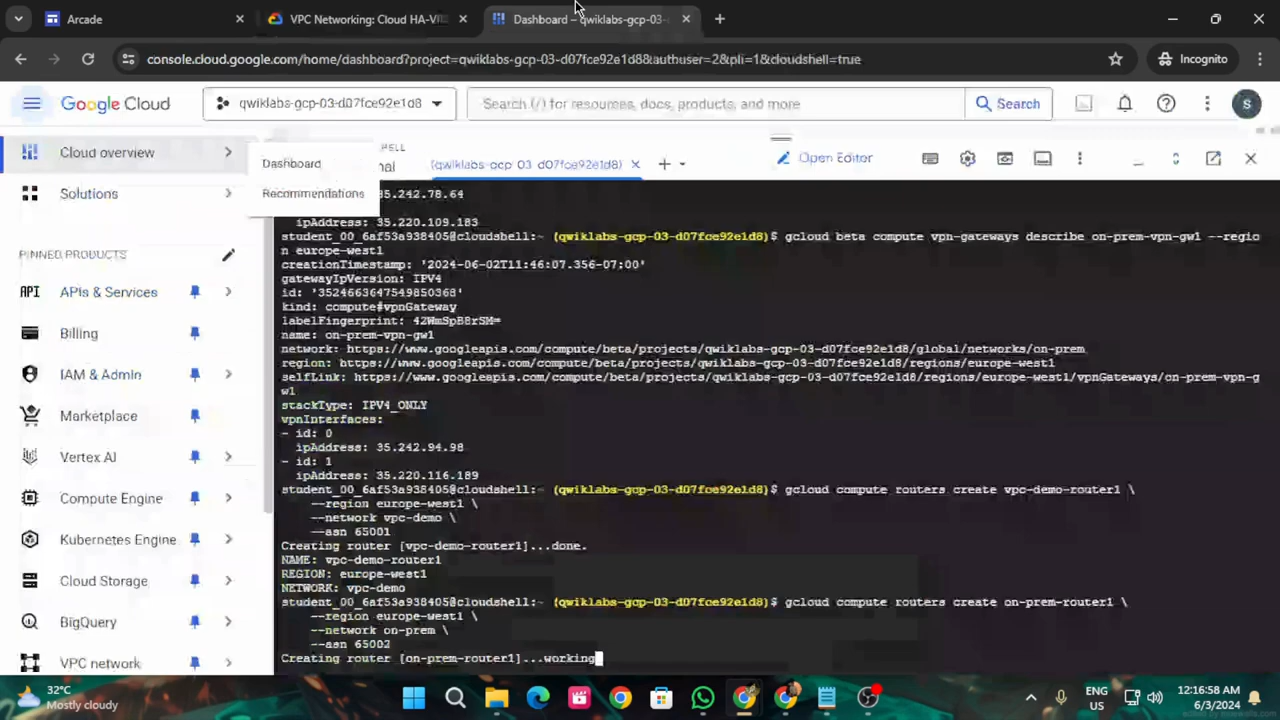 Arcade
VPC Networking: Cloud HA-VP
Dashboard – qwiklabs-gcp-03-
console.cloud.google.com/home/dashboard?project=qwiklabs-gcp-03-d07fce92e1d8&authuser=2&pli=1&cloudshell=true
Incognito
Google Cloud
qwiklabs-gcp-03-d07fce92e1d8
Search (/) for resources, docs, products, and more
Search
S
Cloud overview
Dashboard
Recommendations
Solutions
PINNED PRODUCTS
API
APIs & Services
Billing
IAM & Admin
Marketplace
Vertex AI
Compute Engine
Kubernetes Engine
Cloud Storage
BigQuery
VPC network
ELL
nal
(qwiklabs-gcp-03-d07fce92e1d8)
Open Editor
35.242.78.64
ipAddress: 35.220.109.183
student_00_6af53a938405@cloudshell:~ (qwiklabs-gcp-03-d07fce92e1d8)$ gcloud beta compute vpn-gateways describe on-prem-vpn-gw1 --regio
n europe-west1
creationTimestamp: '2024-06-02T11:46:07.356-07:00'
gatewayIpVersion: IPV4
id: '3524663647549850368'
kind: compute#vpnGateway
labelFingerprint: 42WmSpB8rSM=
name: on-prem-vpn-gw1
network: https://www.googleapis.com/compute/beta/projects/qwiklabs-gcp-03-d07fce92e1d8/global/networks/on-prem
region: https://www.googleapis.com/compute/beta/projects/qwiklabs-gcp-03-d07fce92e1d8/regions/europe-west1
selfLink: https://www.googleapis.com/compute/beta/projects/qwiklabs-gcp-03-d07fce92e1d8/regions/europe-west1/vpnGateways/on-prem-vpn-g
w1
stackType: IPV4_ONLY
vpnInterfaces:
- id: 0
ipAddress: 35.242.94.98
- id: 1
ipAddress: 35.220.116.189
student_00_6af53a938405@cloudshell:~ (qwiklabs-gcp-03-d07fce92e1d8)$ gcloud compute routers create vpc-demo-router1 \
--region europe-west1 \
--network vpc-demo \
--asn 65001
Creating router [vpc-demo-router1]...done.
NAME: vpc-demo-router1
REGION: europe-west1
NETWORK: vpc-demo
student_00_6af53a938405@cloudshell:~ (qwiklabs-gcp-03-d07fce92e1d8)$ gcloud compute routers create on-prem-router1 \
--region europe-west1 \
--network on-prem \
--asn 65002
Creating router [on-prem-router1]...working
32°C
Mostly cloudy
ENG
US
12:16:58 AM
6/3/2024